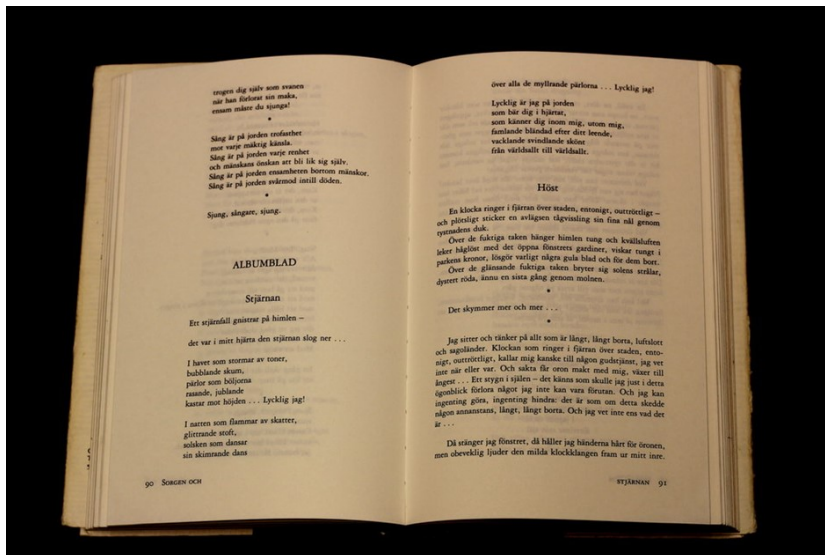 trogen dig själv som svanen
när han förlorat sin maka,
ensam måste du sjunga!
*
Sång är på jorden trofasthet
mot varje mäktig känsla.
Sång är på jorden varje renhet
och mänskans önskan att bli lik sig själv.
Sång är på jorden ensamheten bortom mänskor.
Sång är på jorden svårmod intill döden.
*
Sjung, sångare, sjung.
ALBUMBLAD
Stjärnan
Ett stjärnfall gnistrar på himlen –
det var i mitt hjärta den stjärnan slog ner . . .
I havet som stormar av toner,
bubblande skum,
pärlor som böljorna
rasande, jublande
kastar mot höjden . . . Lycklig jag!
I natten som flammar av skatter,
glittrande stoft,
solsken som dansar
sin skimrande dans
90 SORGEN OCH
över alla de myllrande pärlorna . . . Lycklig jag!
Lycklig är jag på jorden
som bär dig i hjärtat,
som känner dig inom mig, utom mig,
famlande bländad efter ditt leende,
vacklande svindlande skönt
från världsallt till världsallt.
Höst
En klocka ringer i fjärran över staden, entonigt, outtröttligt –
och plötsligt sticker en avlägsen tågvissling sin fina nål genom
tystnadens duk.
Över de fuktiga taken hänger himlen tung och kvällsluften
leker håglöst med det öppna fönstrets gardiner, viskar tungt i
parkens kronor, lösgör varligt några gula blad och för dem bort.
Över de glänsande fuktiga taken bryter sig solens strålar,
dystert röda, ännu en sista gång genom molnen.
*
Det skymmer mer och mer . . .
*
Jag sitter och tänker på allt som är långt, långt borta, luftslott
och sagoländer. Klockan som ringer i fjärran över staden, ento-
nigt, outtröttligt, kallar mig kanske till någon gudstjänst, jag vet
inte när eller var. Och sakta får oron makt med mig, växer till
ångest . . . Ett styng i själen – det känns som skulle jag just i detta
ögonblick förlora något jag inte kan vara förutan. Och jag kan
ingenting göra, ingenting hindra: det är som om detta skedde
någon annanstans, långt, långt borta. Och jag vet inte ens vad det
är . . .
Då stänger jag fönstret, då håller jag händerna hårt för öronen,
men obeveklig ljuder den milda klockklangen fram ur mitt inre.
STJÄRNAN 91